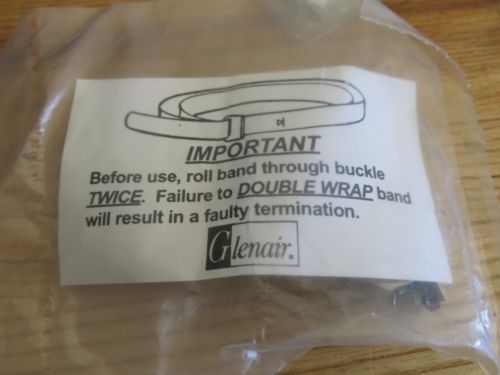 IMPORTANT
Before use, roll band through buckle
TWICE. Failure to DOUBLE WRAP band
will result in a faulty termination.
Glenair®